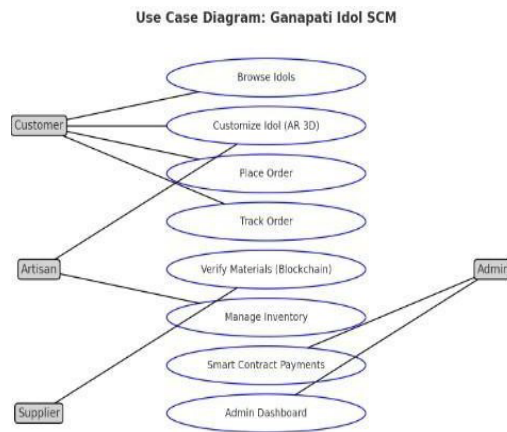 Use Case Diagram: Ganapati Idol SCM
Browse Idols
Customer
Customize Idol (AR 3D)
Place Order
Track Order
Artisan
Verify Materials (Blockchain)
Admin
Manage Inventory
Smart Contract Payments
Supplier
Admin Dashboard